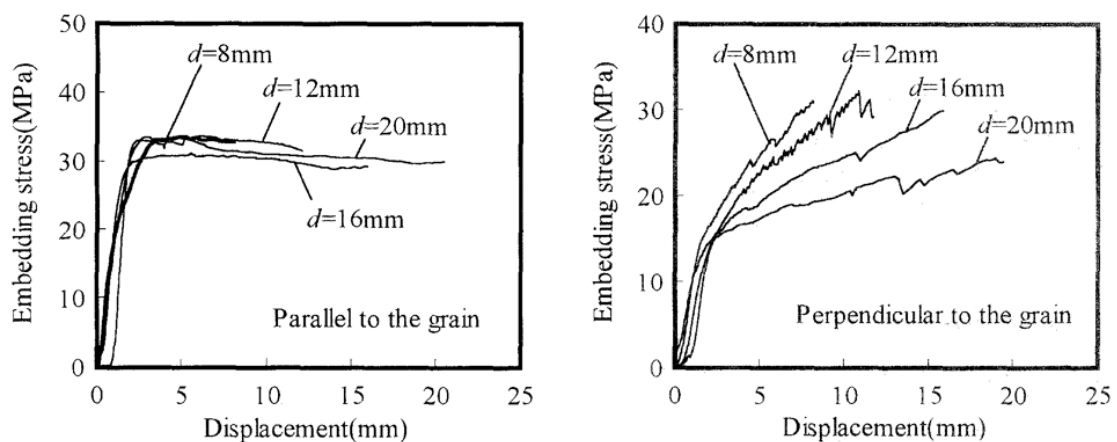 Embedding stress(MPa)
50
40
30
20
10
0
d=8mm
d=12mm
d=20mm
d=16mm
Parallel to the grain
0 5 10 15 20 25
Displacement(mm)
Embedding stress(MPa)
40
30
20
10
0
d=8mm
d=12mm
d=16mm
d=20mm
Perpendicular to the grain
0 5 10 15 20 25
Displacement(mm)